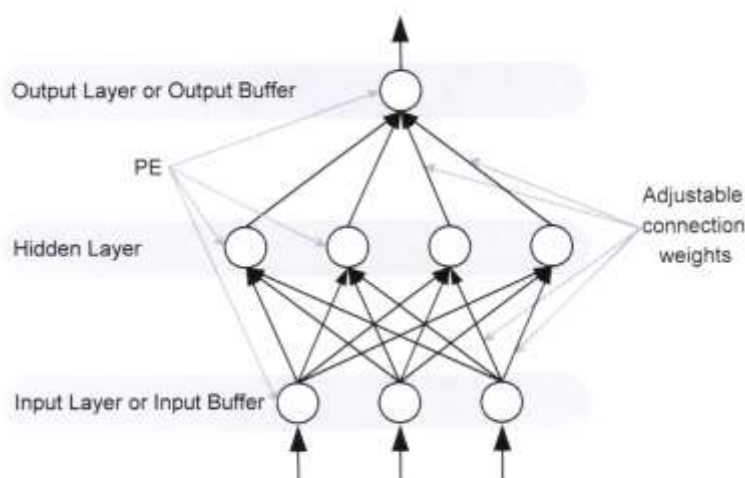 Output Layer or Output Buffer
PE
Adjustable
connection
weights
Hidden Layer
Input Layer or Input Buffer